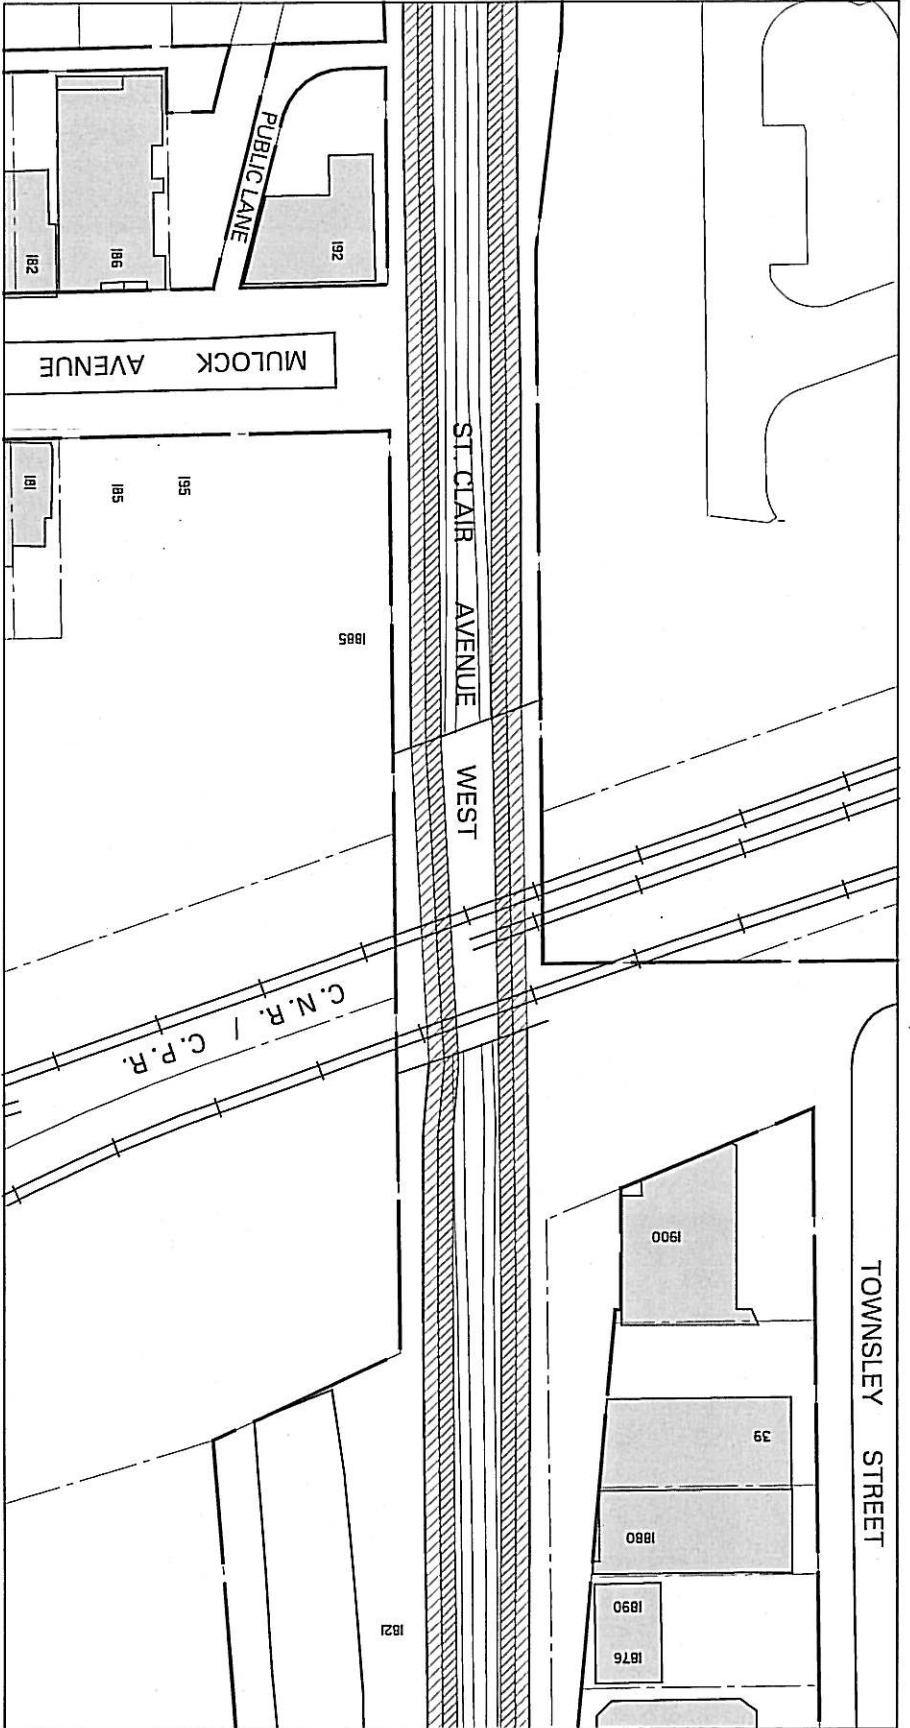 PUBLIC LANE
192
186
182
MULOCK AVENUE
ST. CLAIR AVENUE WEST
181
185
195
1885
C.N.R. / C.P.R.
TOWNSLEY STREET
1900
39
1880
1890
1876
1821